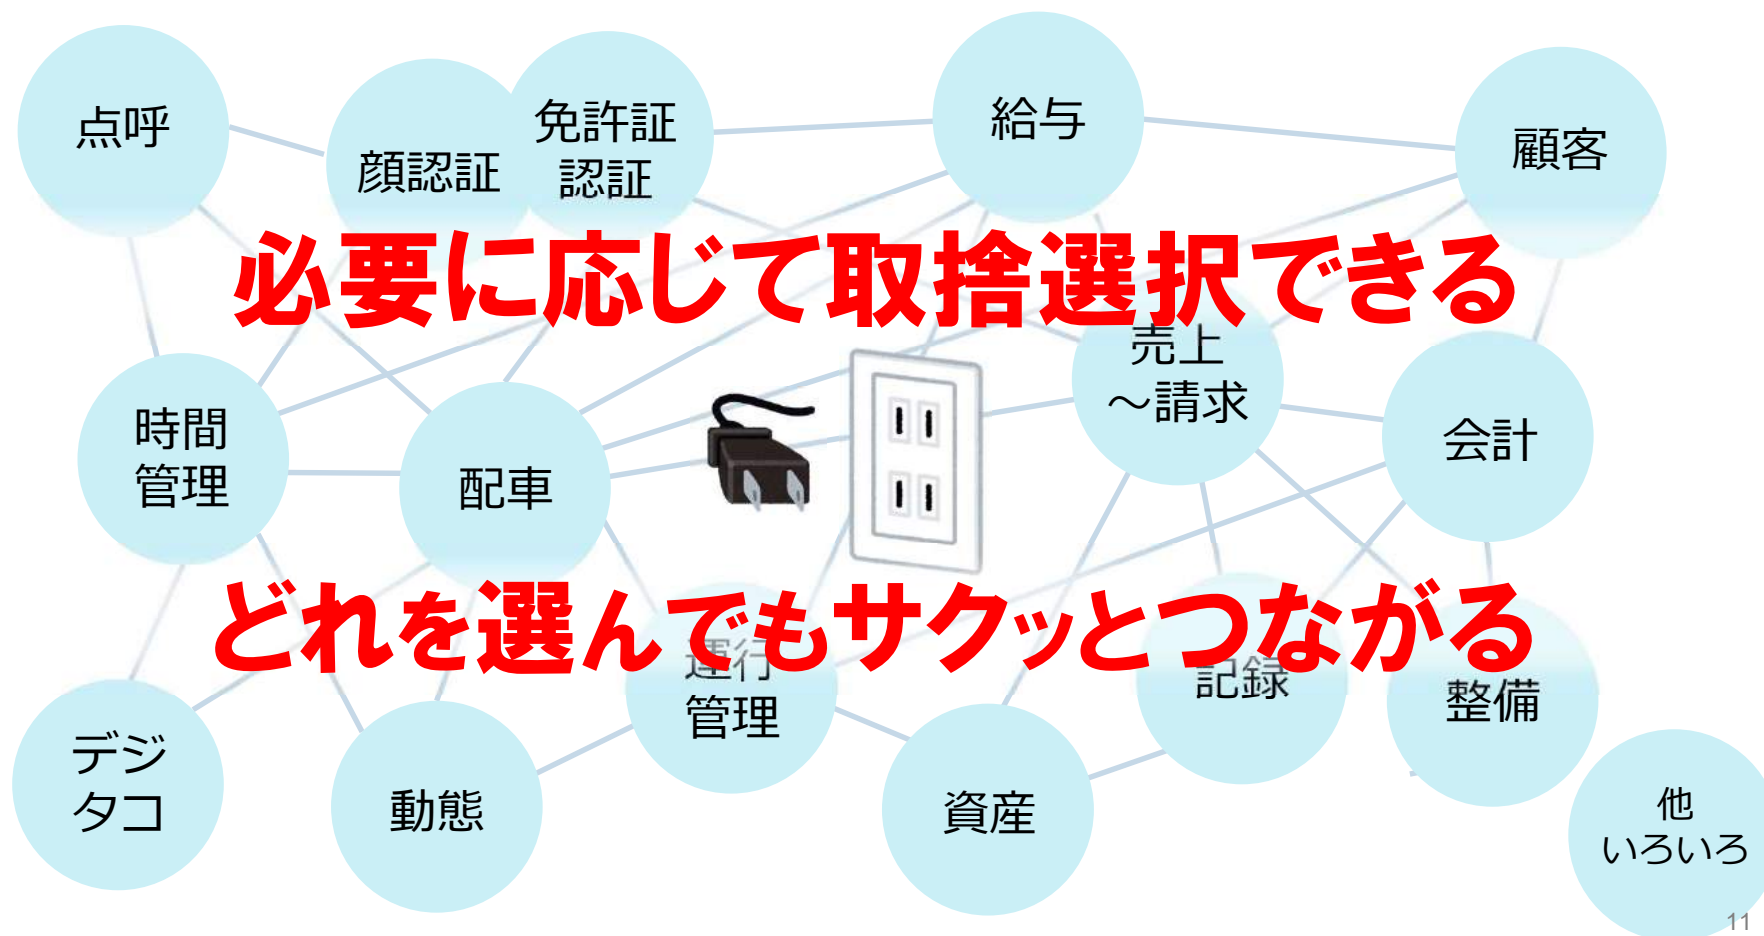 点呼
顔認証
免許証
認証
給与
顧客
必要に応じて取捨選択できる
売上
～請求
時間
管理
配車
会計
どれを選んでもサクッとつながる
運行
管理
記録
整備
デジ
タコ
動態
資産
他
いろいろ
11